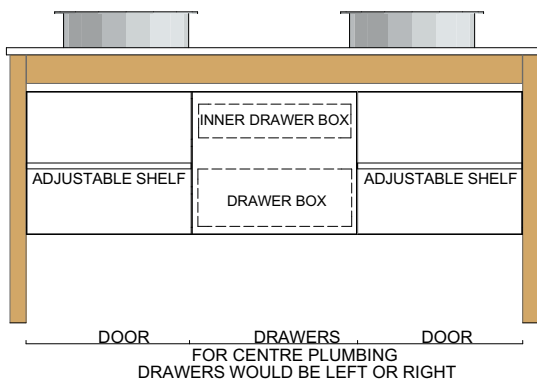 INNER DRAWER BOX
ADJUSTABLE SHELF
ADJUSTABLE SHELF
DRAWER BOX
DOOR DRAWERS DOOR
FOR CENTRE PLUMBING
DRAWERS WOULD BE LEFT OR RIGHT